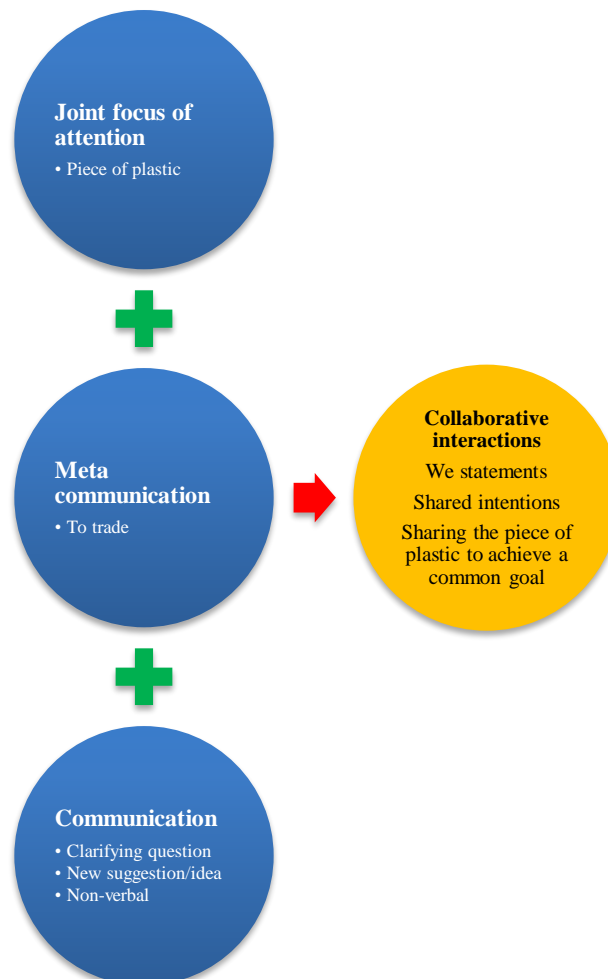 Joint focus of
attention
• Piece of plastic
Meta
communication
• To trade
Collaborative
interactions
We statements
Shared intentions
Sharing the piece of
plastic to achieve a
common goal
Communication
• Clarifying question
• New suggestion/idea
• Non-verbal